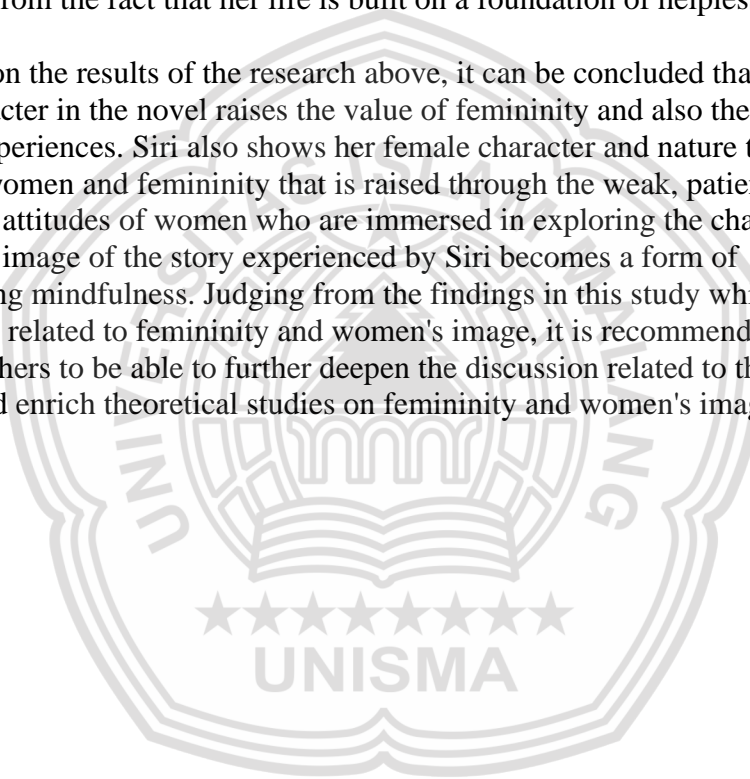 from the fact that her life is built on a foundation of helples
on the results of the research above, it can be concluded tha
cter in the novel raises the value of femininity and also the
periences. Siri also shows her female character and nature t
women and femininity that is raised through the weak, patien
attitudes of women who are immersed in exploring the cha
image of the story experienced by Siri becomes a form of
ng mindfulness. Judging from the findings in this study whi
related to femininity and women's image, it is recommend
hers to be able to further deepen the discussion related to th
d enrich theoretical studies on femininity and women's imag
UNIVERSITAS ISLAM MALANG
UNISMA